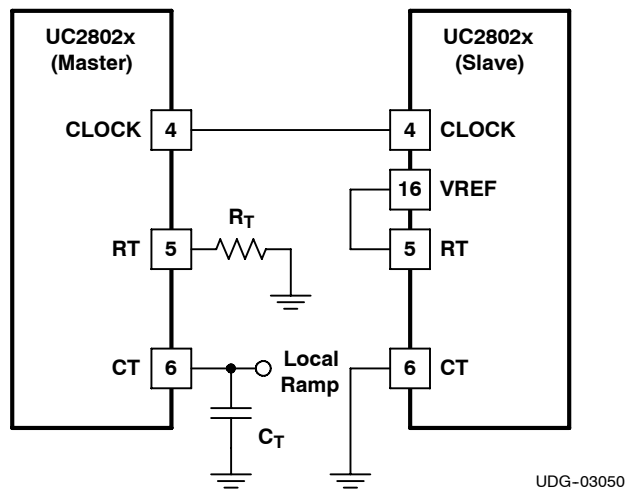 UC2802x
(Master)
UC2802x
(Slave)
CLOCK 4
4 CLOCK
16 VREF
RT 5
RT
5 RT
CT 6
Local
Ramp
6 CT
CT
UDG-03050